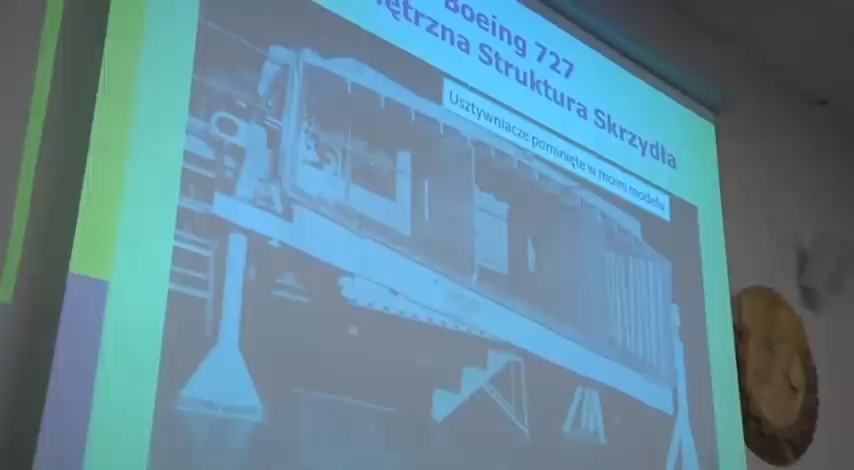 Boeing 727
Struktura Skrzydła
Usztywniacze pominięte w moim modelu